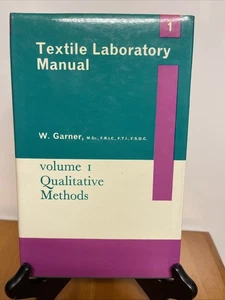 1
Textile Laboratory
Manual
W. Garner, M.Sc., F.R.I.C., F.T.I., F.S.D.C.
volume 1
Qualitative
Methods